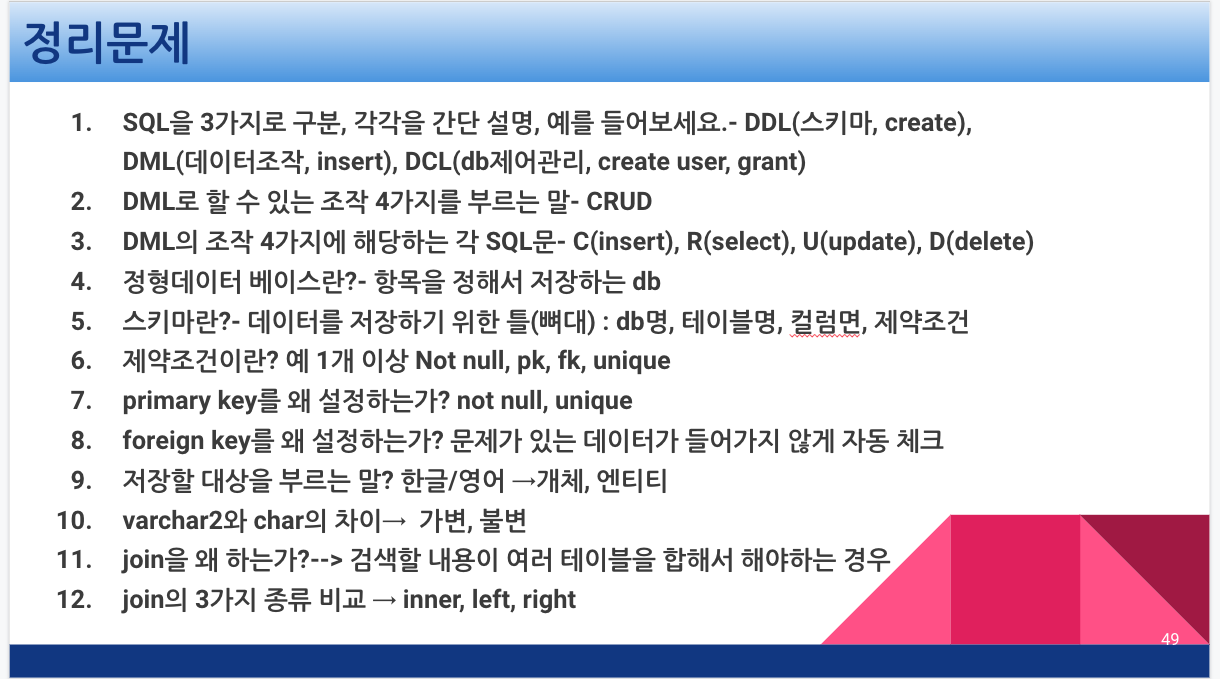 정리문제
1. SQL을 3가지로 구분, 각각을 간단 설명, 예를 들어보세요.- DDL(스키마, create),
DML(데이터조작, insert), DCL(db제어관리, create user, grant)
2. DML로 할 수 있는 조작 4가지를 부르는 말- CRUD
3. DML의 조작 4가지에 해당하는 각 SQL문- C(insert), R(select), U(update), D(delete)
4. 정형데이터 베이스란?- 항목을 정해서 저장하는 db
5. 스키마란?- 데이터를 저장하기 위한 틀(뼈대) : db명, 테이블명, 컬럼면, 제약조건
6. 제약조건이란? 예 1개 이상 Not null, pk, fk, unique
7. primary key를 왜 설정하는가? not null, unique
8. foreign key를 왜 설정하는가? 문제가 있는 데이터가 들어가지 않게 자동 체크
9. 저장할 대상을 부르는 말? 한글/영어 →개체, 엔티티
10. varchar2와 char의 차이→ 가변, 불변
11. join을 왜 하는가?--> 검색할 내용이 여러 테이블을 합해서 해야하는 경우
12. join의 3가지 종류 비교 → inner, left, right
49